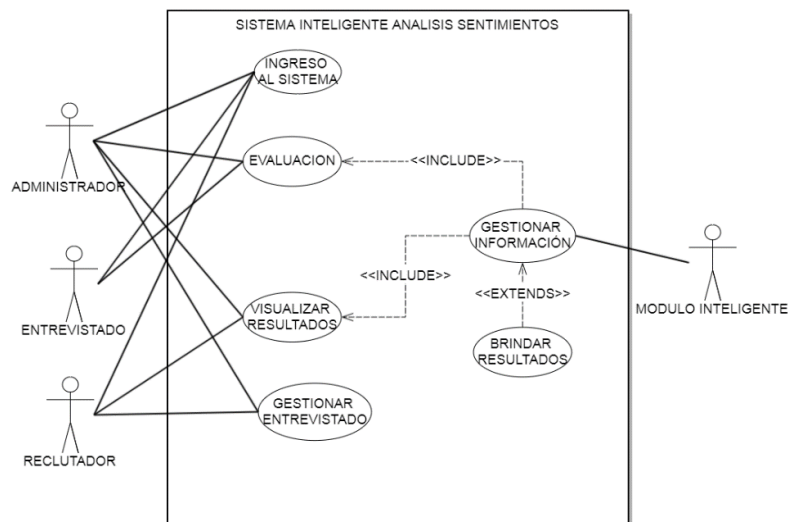 SISTEMA INTELIGENTE ANALISIS SENTIMIENTOS
INGRESO
AL SISTEMA
ADMINISTRADOR
EVALUACION
<<INCLUDE>>
GESTIONAR
INFORMACIÓN
<<INCLUDE>>
<<EXTENDS>>
ENTREVISTADO
VISUALIZAR
RESULTADOS
MODULO INTELIGENTE
BRINDAR
RESULTADOS
GESTIONAR
ENTREVISTADO
RECLUTADOR